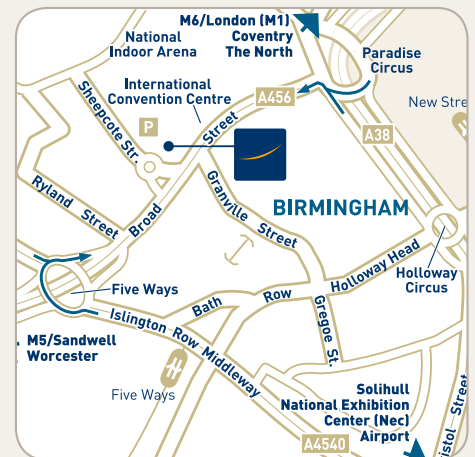 M6/London (M1)
Coventry
The North
National
Indoor Arena
Paradise
Circus
International
Convention Centre
A456
New Stre
Sheepcote Str.
P
Street
A38
Broad
Ryland Street
Granville Street
BIRMINGHAM
Holloway Head
Holloway
Circus
Five Ways
Bath Row
Gregoe St.
Islington Row Middleway
M5/Sandwell
Worcester
Five Ways
Solihull
National Exhibition
Center (Nec)
Airport
A4540
istol Street